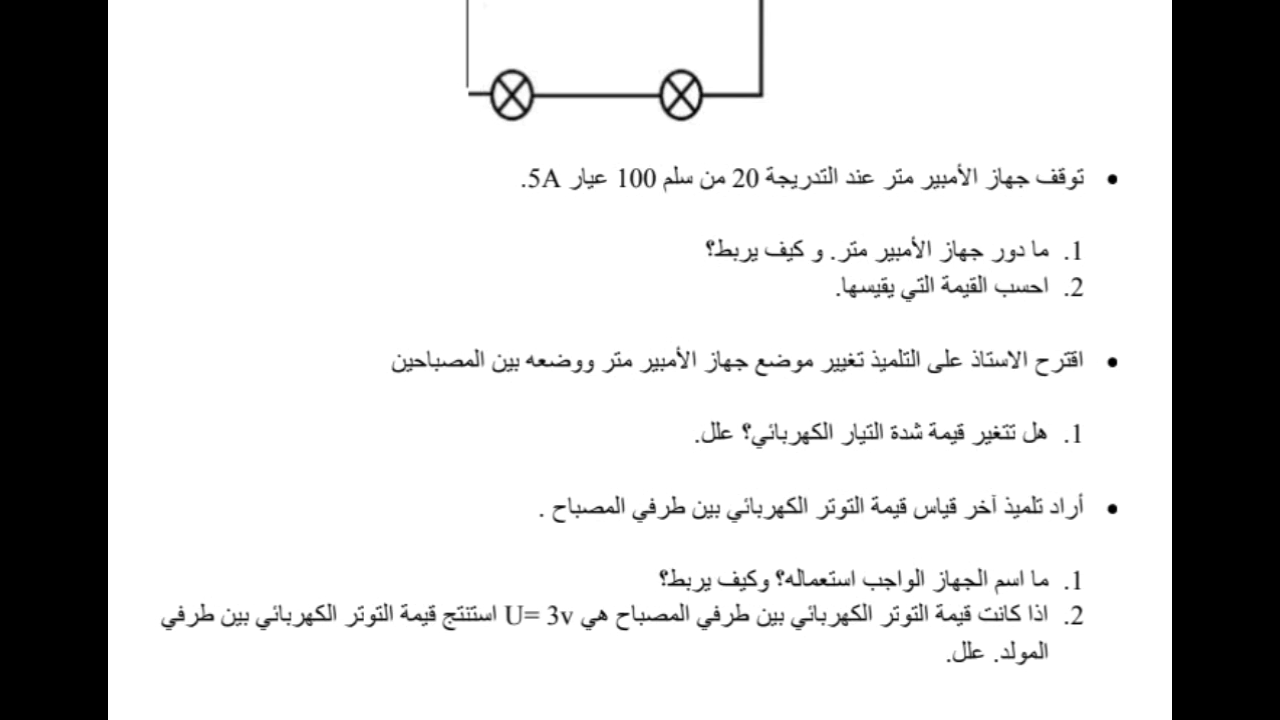 • توقف جهاز الأمبير متر عند التدريجة 20 من سلم 100 عيار 5A.
1. ما دور جهاز الأمبير متر. و كيف يربط؟
2. احسب القيمة التي يقيسها.
• اقترح الاستاذ على التلميذ تغيير موضع جهاز الأمبير متر ووضعه بين المصباحين
1. هل تتغير قيمة شدة التيار الكهربائي؟ علل.
• أراد تلميذ آخر قياس قيمة التوتر الكهربائي بين طرفي المصباح .
1. ما اسم الجهاز الواجب استعماله؟ وكيف يربط؟
2. اذا كانت قيمة التوتر الكهربائي بين طرفي المصباح هي U= 3v استنتج قيمة التوتر الكهربائي بين طرفي
المولد. علل.